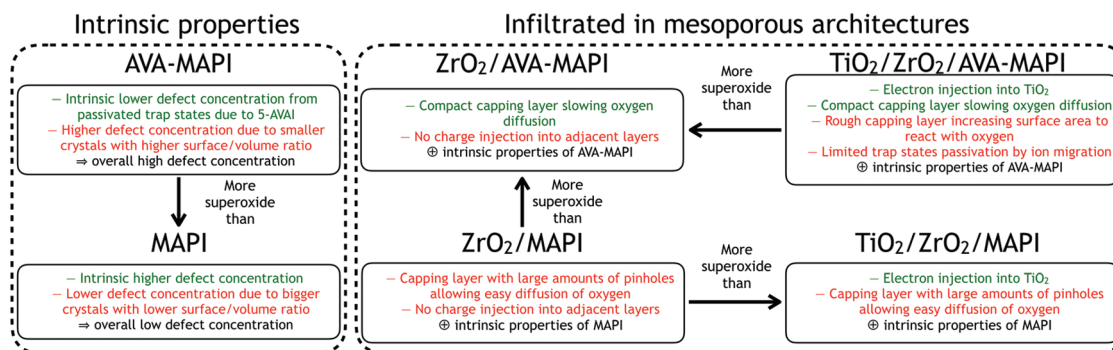 Intrinsic properties
AVA-MAPI
− Intrinsic lower defect concentration from
passivated trap states due to 5-AVAI
− Higher defect concentration due to smaller
crystals with higher surface/volume ratio
⇒ overall high defect concentration
More
superoxide
than
MAPI
− Intrinsic higher defect concentration
− Lower defect concentration due to bigger
crystals with lower surface/volume ratio
⇒ overall low defect concentration
Infiltrated in mesoporous architectures
ZrO₂/AVA-MAPI
− Compact capping layer slowing oxygen
diffusion
− No charge injection into adjacent layers
⊕ intrinsic properties of AVA-MAPI
More
superoxide
than
TiO₂/ZrO₂/AVA-MAPI
− Electron injection into TiO₂
− Compact capping layer slowing oxygen diffusion
− Rough capping layer increasing surface area to
react with oxygen
− Limited trap states passivation by ion migration
⊕ intrinsic properties of AVA-MAPI
More
superoxide
than
ZrO₂/MAPI
− Capping layer with large amounts of pinholes
allowing easy diffusion of oxygen
− No charge injection into adjacent layers
⊕ intrinsic properties of MAPI
More
superoxide
than
TiO₂/ZrO₂/MAPI
− Electron injection into TiO₂
− Capping layer with large amounts of pinholes
allowing easy diffusion of oxygen
⊕ intrinsic properties of MAPI